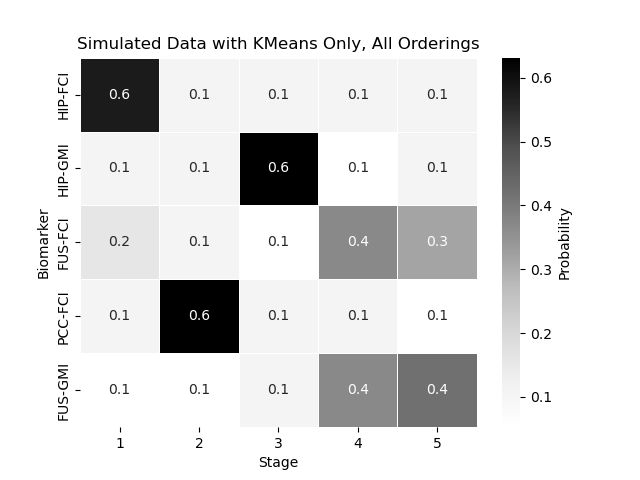 Simulated Data with KMeans Only, All Orderings
HIP-FCI 0.6 0.1 0.1 0.1 0.1
HIP-GMI 0.1 0.1 0.6 0.1 0.1
FUS-FCI 0.2 0.1 0.1 0.4 0.3
PCC-FCI 0.1 0.6 0.1 0.1 0.1
FUS-GMI 0.1 0.1 0.1 0.4 0.4
1 2 3 4 5
Stage
Biomarker
0.6
0.5
0.4
0.3
0.2
0.1
Probability